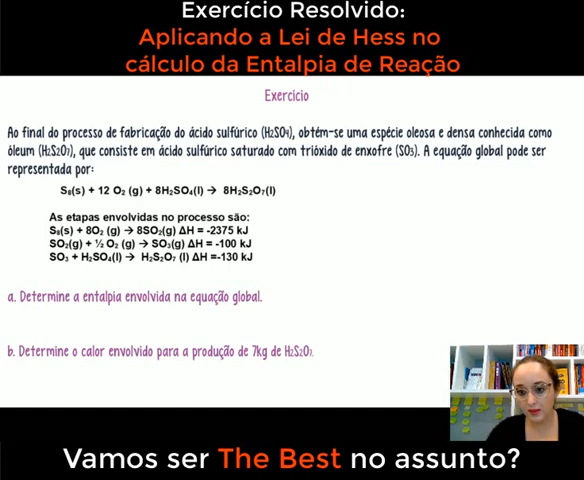 Exercício Resolvido:
Aplicando a Lei de Hess no
cálculo da Entalpia de Reação
Exercício
Ao final do processo de fabricação do ácido sulfúrico (H₂SO₄), obtém-se uma espécie oleosa e densa conhecida como
óleum (H₂S₂O₇), que consiste em ácido sulfúrico saturado com trióxido de enxofre (SO₃). A equação global pode ser
representada por:
S₈(s) + 12 O₂ (g) + 8H₂SO₄(l) → 8H₂S₂O₇(l)
As etapas envolvidas no processo são:
S₈(s) + 8O₂ (g) → 8SO₂(g) ΔH = -2375 kJ
SO₂(g) + ½ O₂ (g) → SO₃(g) ΔH = -100 kJ
SO₃ + H₂SO₄(l) → H₂S₂O₇ (l) ΔH =-130 kJ
a. Determine a entalpia envolvida na equação global.
b. Determine o calor envolvido para a produção de 7kg de H₂S₂O₇.
Vamos ser The Best no assunto?